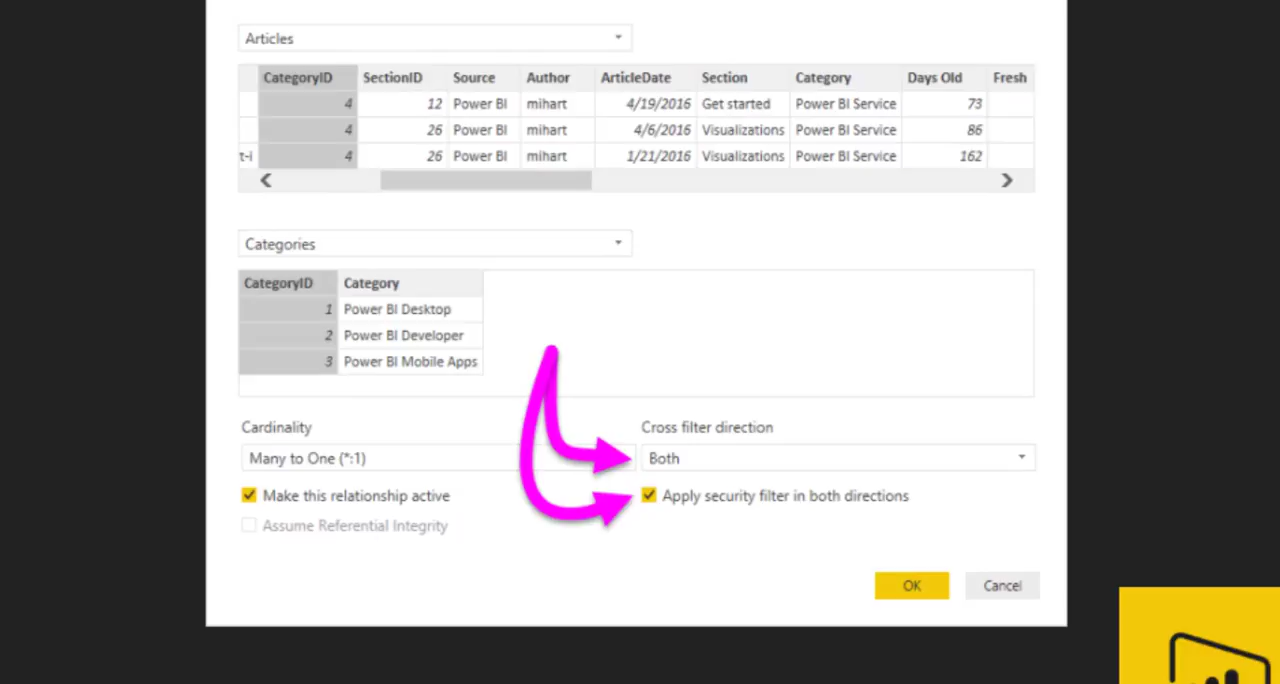 Articles
CategoryID SectionID Source Author ArticleDate Section Category Days Old Fresh
4 12 Power BI mihart 4/19/2016 Get started Power BI Service 73
4 26 Power BI mihart 4/6/2016 Visualizations Power BI Service 86
t-i 4 26 Power BI mihart 1/21/2016 Visualizations Power BI Service 162
Categories
CategoryID Category
1 Power BI Desktop
2 Power BI Developer
3 Power BI Mobile Apps
Cardinality Cross filter direction
Many to One (*:1) Both
Make this relationship active Apply security filter in both directions
Assume Referential Integrity
OK Cancel